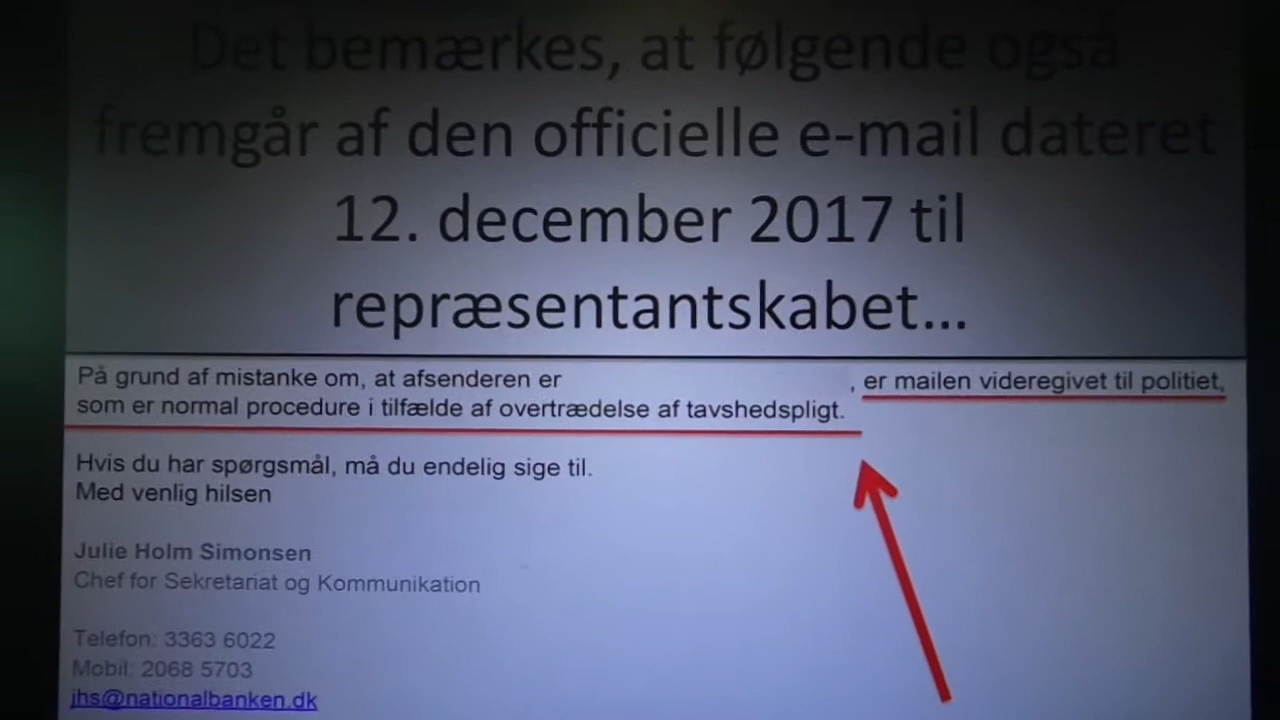 Det bemærkes, at følgende også
fremgår af den officielle e-mail dateret
12. december 2017 til
repræsentantskabet...
På grund af mistanke om, at afsenderen er , er mailen videregivet til politiet,
som er normal procedure i tilfælde af overtrædelse af tavshedspligt.
Hvis du har spørgsmål, må du endelig sige til.
Med venlig hilsen
Julie Holm Simonsen
Chef for Sekretariat og Kommunikation
Telefon: 3363 6022
Mobil: 2068 5703
jhs@nationalbanken.dk